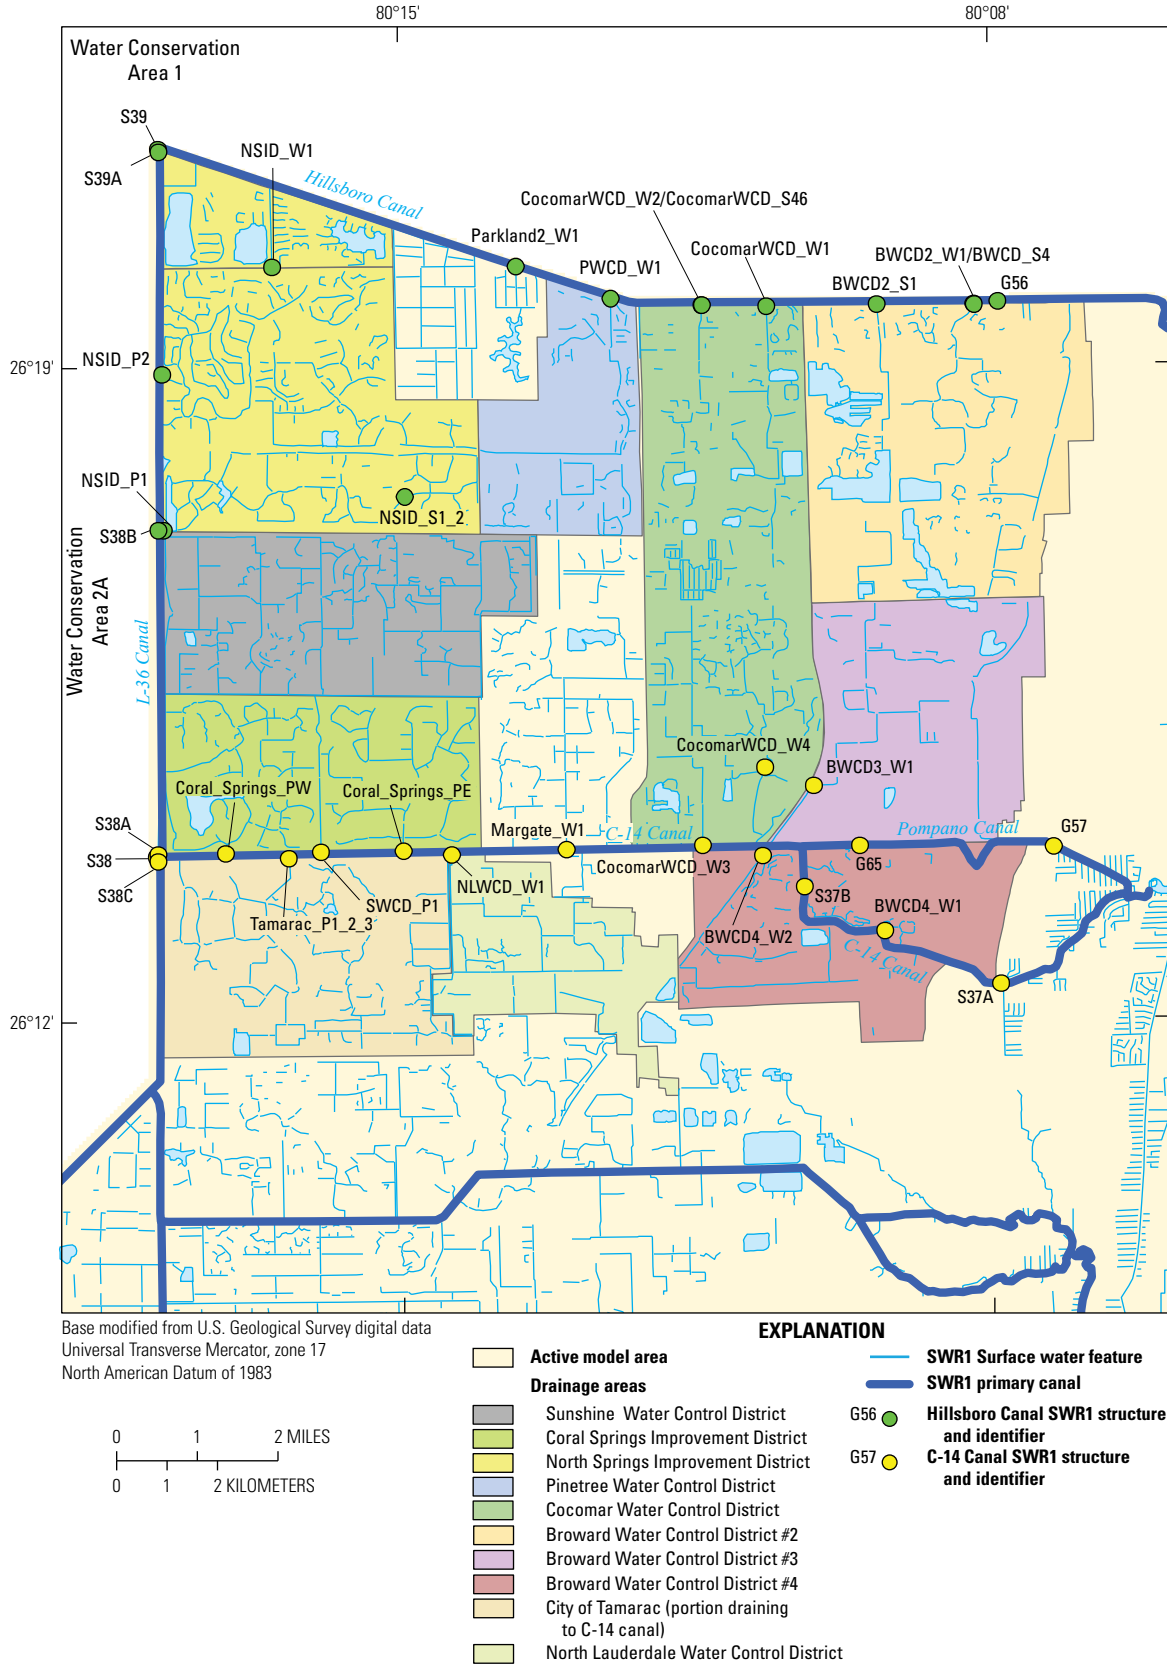 80°15'
80°08'
Water Conservation
Area 1
S39
S39A
NSID_W1
Hillsboro Canal
CocomarWCD_W2/CocomarWCD_S46
Parkland2_W1
CocomarWCD_W1
PWCD_W1
BWCD2_W1/BWCD_S4
BWCD2_S1
G56
26°19'
NSID_P2
NSID_P1
NSID_S1_2
S38B
Water Conservation
Area 2A
L-36 Canal
CocomarWCD_W4
BWCD3_W1
Coral_Springs_PW
Coral_Springs_PE
S38A
Margate_W1
C-14 Canal
Pompano Canal
G57
S38
S38C
NLWCD_W1
CocomarWCD_W3
G65
SWCD_P1
S37B
Tamarac_P1_2_3
BWCD4_W1
BWCD4_W2
C-14 Canal
S37A
26°12'
Base modified from U.S. Geological Survey digital data
Universal Transverse Mercator, zone 17
North American Datum of 1983
0 1 2 MILES
0 1 2 KILOMETERS
EXPLANATION
Active model area
Drainage areas
Sunshine Water Control District
Coral Springs Improvement District
North Springs Improvement District
Pinetree Water Control District
Cocomar Water Control District
Broward Water Control District #2
Broward Water Control District #3
Broward Water Control District #4
City of Tamarac (portion draining
to C-14 canal)
North Lauderdale Water Control District
SWR1 Surface water feature
SWR1 primary canal
G56 Hillsboro Canal SWR1 structure
and identifier
G57 C-14 Canal SWR1 structure
and identifier